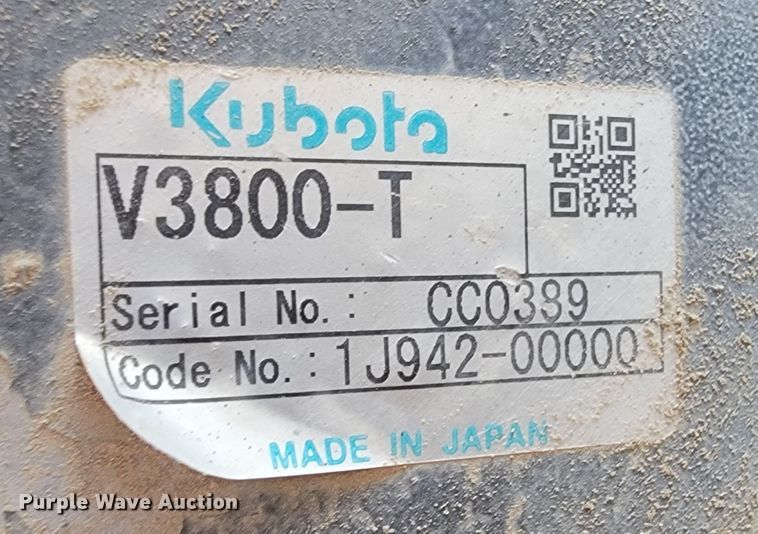 Kubota
V3800-T
Serial No.: CC0389
Code No.: 1J942-00000
MADE IN JAPAN
Purple Wave Auction